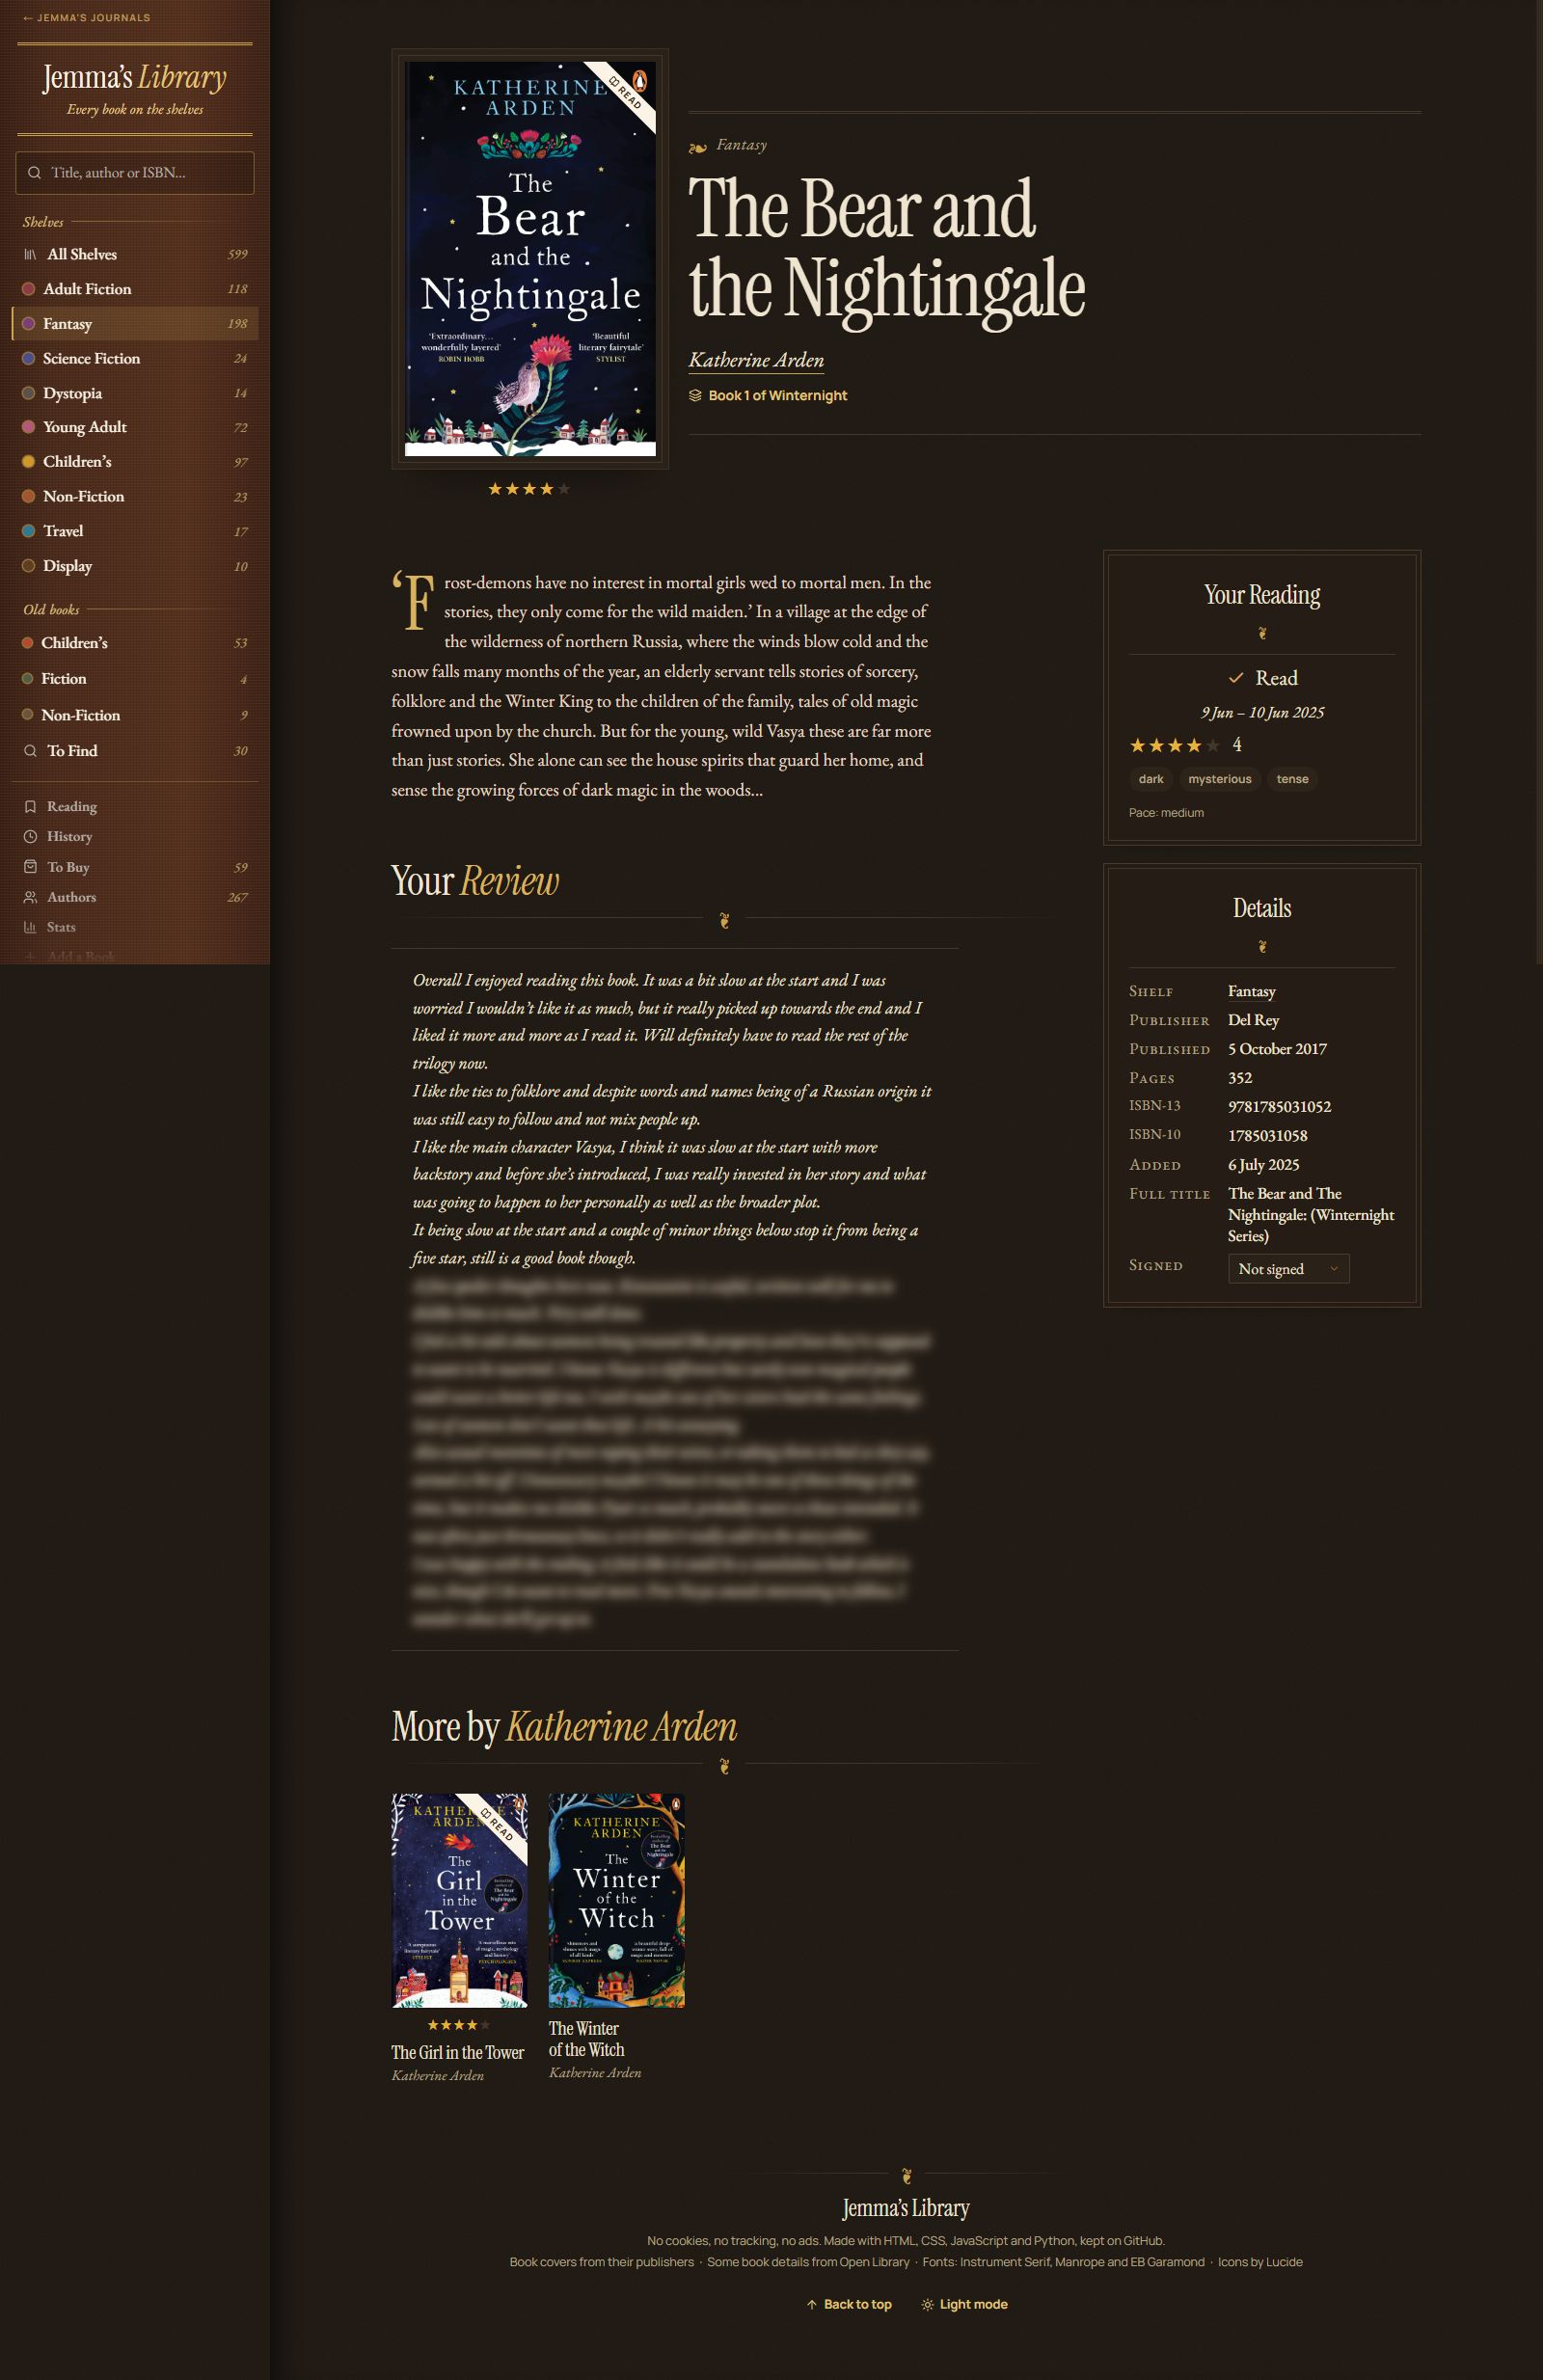 ← JEMMA'S JOURNALS
Jemma's Library
Every book on the shelves
Title, author or ISBN...
Shelves
All Shelves 599
Adult Fiction 118
Fantasy 198
Science Fiction 24
Dystopia 14
Young Adult 72
Children's 97
Non-Fiction 23
Travel 17
Display 10
Old books
Children's 53
Fiction 4
Non-Fiction 9
To Find 30
Reading
History
To Buy 59
Authors 267
Stats
Add a Book
KATHERINE
ARDEN
READ
The
Bear
and the
Nightingale
'Extraordinary...
wonderfully layered'
ROBIN HOBB
'Beautiful
literary fairytale'
STYLIST
Fantasy
The Bear and
the Nightingale
Katherine Arden
Book 1 of Winternight
'Frost-demons have no interest in mortal girls wed to mortal men. In the
stories, they only come for the wild maiden.' In a village at the edge of
the wilderness of northern Russia, where the winds blow cold and the
snow falls many months of the year, an elderly servant tells stories of sorcery,
folklore and the Winter King to the children of the family, tales of old magic
frowned upon by the church. But for the young, wild Vasya these are far more
than just stories. She alone can see the house spirits that guard her home, and
sense the growing forces of dark magic in the woods...
Your Review
Overall I enjoyed reading this book. It was a bit slow at the start and I was
worried I wouldn't like it as much, but it really picked up towards the end and I
liked it more and more as I read it. Will definitely have to read the rest of the
trilogy now.
I like the ties to folklore and despite words and names being of a Russian origin it
was still easy to follow and not mix people up.
I like the main character Vasya, I think it was slow at the start with more
backstory and before she's introduced, I was really invested in her story and what
was going to happen to her personally as well as the broader plot.
It being slow at the start and a couple of minor things below stop it from being a
five star, still is a good book though.
Your Reading
Read
9 Jun – 10 Jun 2025
4
dark mysterious tense
Pace: medium
Details
SHELF Fantasy
PUBLISHER Del Rey
PUBLISHED 5 October 2017
PAGES 352
ISBN-13 9781785031052
ISBN-10 1785031058
ADDED 6 July 2025
FULL TITLE The Bear and The
Nightingale: (Winternight
Series)
SIGNED Not signed
More by Katherine Arden
KATHERINE
ARDEN
READ
The
Girl
in the
Tower
STYLIST
PSYCHOLOGIES
The Girl in the Tower
Katherine Arden
KATHERINE
ARDEN
The
Winter
of the
Witch
The Winter
of the Witch
Katherine Arden
Jemma's Library
No cookies, no tracking, no ads. Made with HTML, CSS, JavaScript and Python, kept on GitHub.
Book covers from their publishers · Some book details from Open Library · Fonts: Instrument Serif, Manrope and EB Garamond · Icons by Lucide
Back to top
Light mode